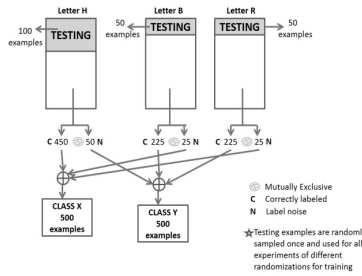 Letter H Letter B Letter R
100 examples TESTING 50 examples TESTING TESTING 50 examples
C 450 50 N C 225 25 N C 225 25 N
CLASS X 500 examples
CLASS Y 500 examples
Mutually Exclusive
C Correctly labeled
N Label noise
Testing examples are randoml
sampled once and used for all
experiments of different
randomizations for training